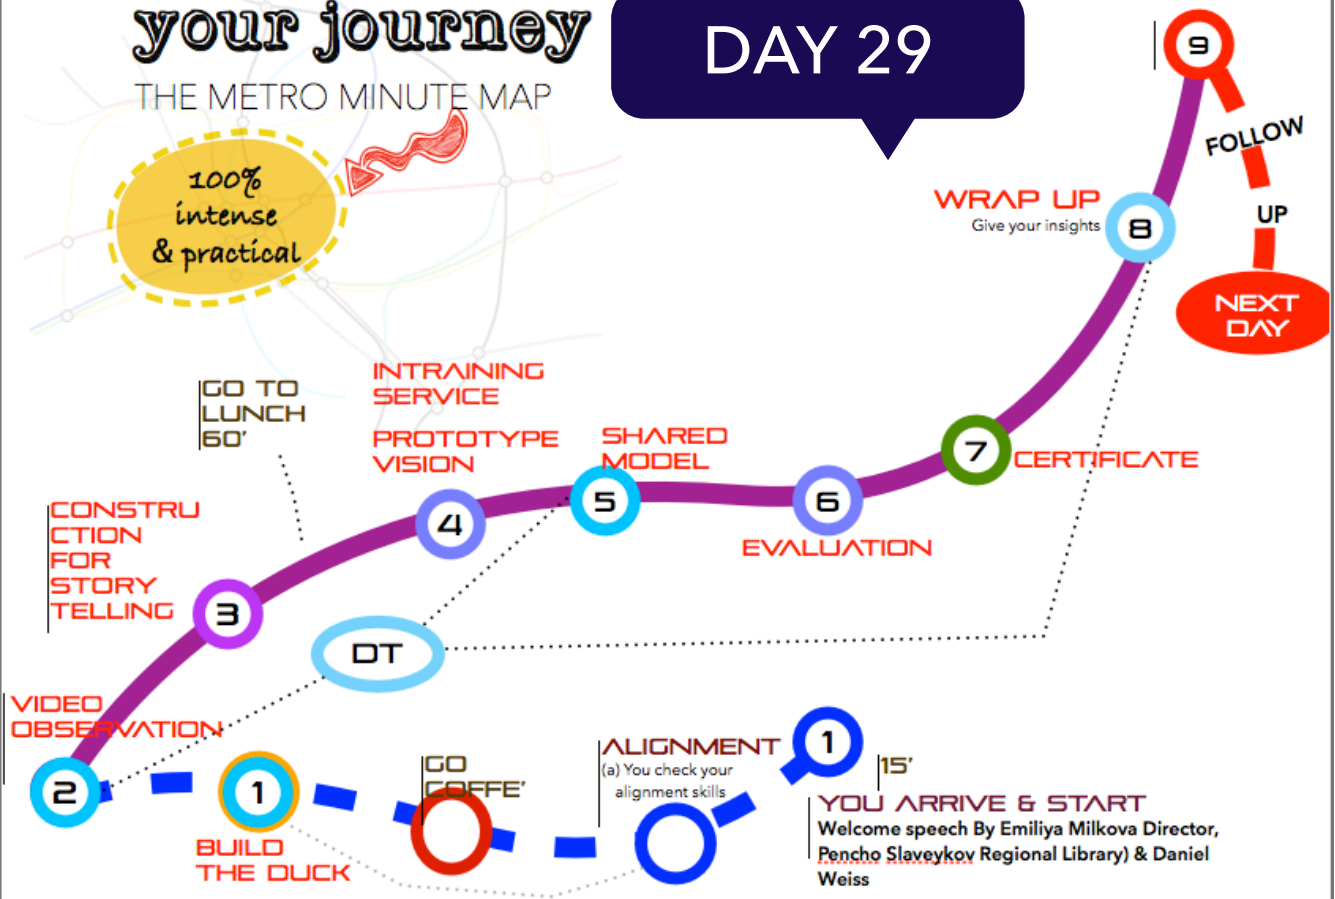 your journey
THE METRO MINUTE MAP
DAY 29
100%
intense
& practical
9
FOLLOW
UP
NEXT
DAY
WRAP UP
Give your insights
8
GO TO
LUNCH
60'
INTRAINING
SERVICE
PROTOTYPE
VISION
SHARED
MODEL
7
CERTIFICATE
CONSTRU
CTION
FOR
STORY
TELLING
4
5
6
EVALUATION
3
DT
VIDEO
OBSERVATION
2
1
BUILD
THE DUCK
GO
COFFE'
ALIGNMENT
(a) You check your
alignment skills
1
15'
YOU ARRIVE & START
Welcome speech By Emiliya Milkova Director,
Pencho Slaveykov Regional Library) & Daniel
Weiss